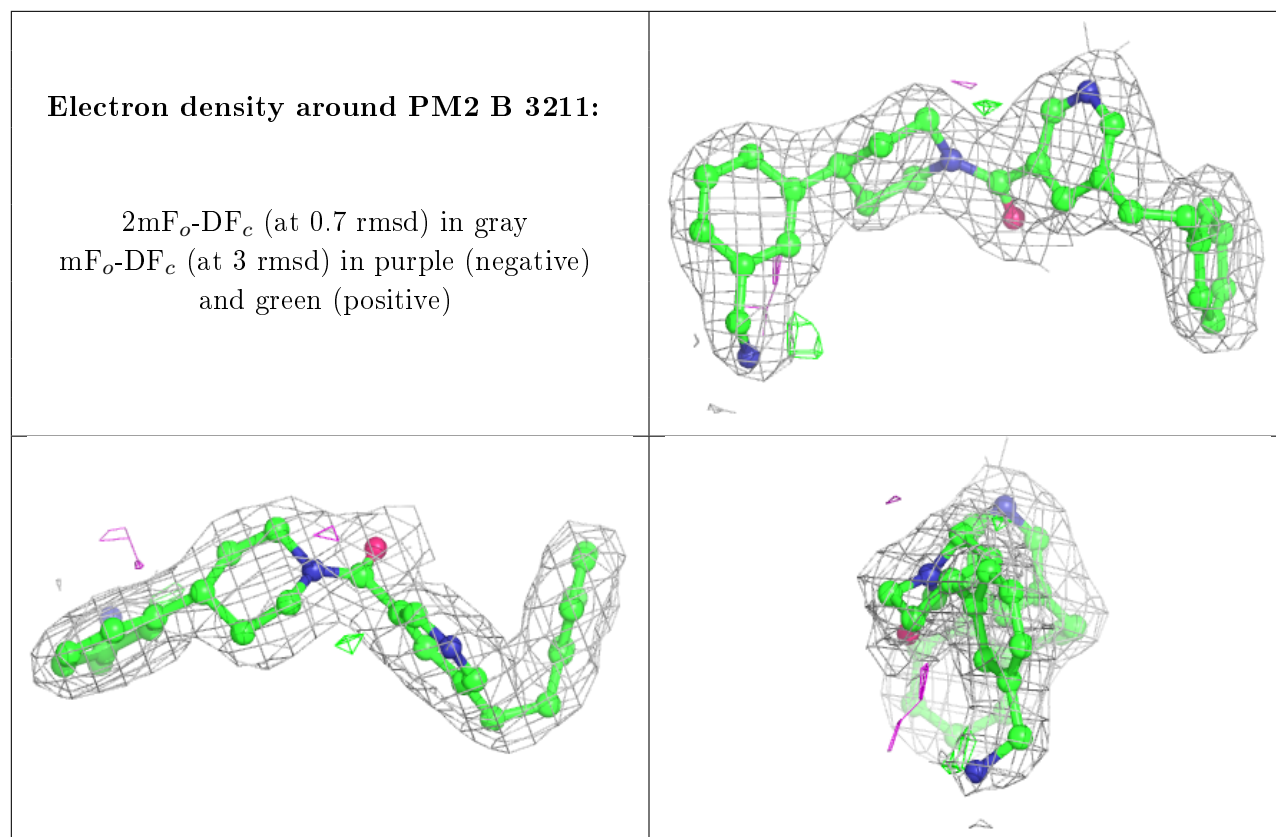 Electron density around PM2 B 3211:
2mFₒ-DF𝒸 (at 0.7 rmsd) in gray
mFₒ-DF𝒸 (at 3 rmsd) in purple (negative)
and green (positive)